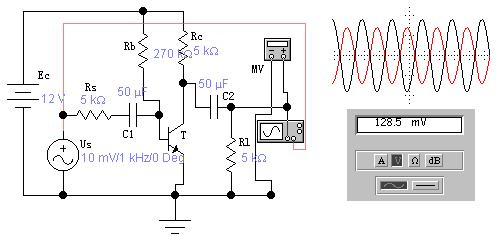 Ec
12 V
Rs
5 kΩ
50 μF
C1
Rb
270 kΩ
Rc
5 kΩ
50 μF
C2
T
Us
10 mV/1 kHz/0 Deg
Rl
5 kΩ
MV
128.5 mV
A V Ω dB